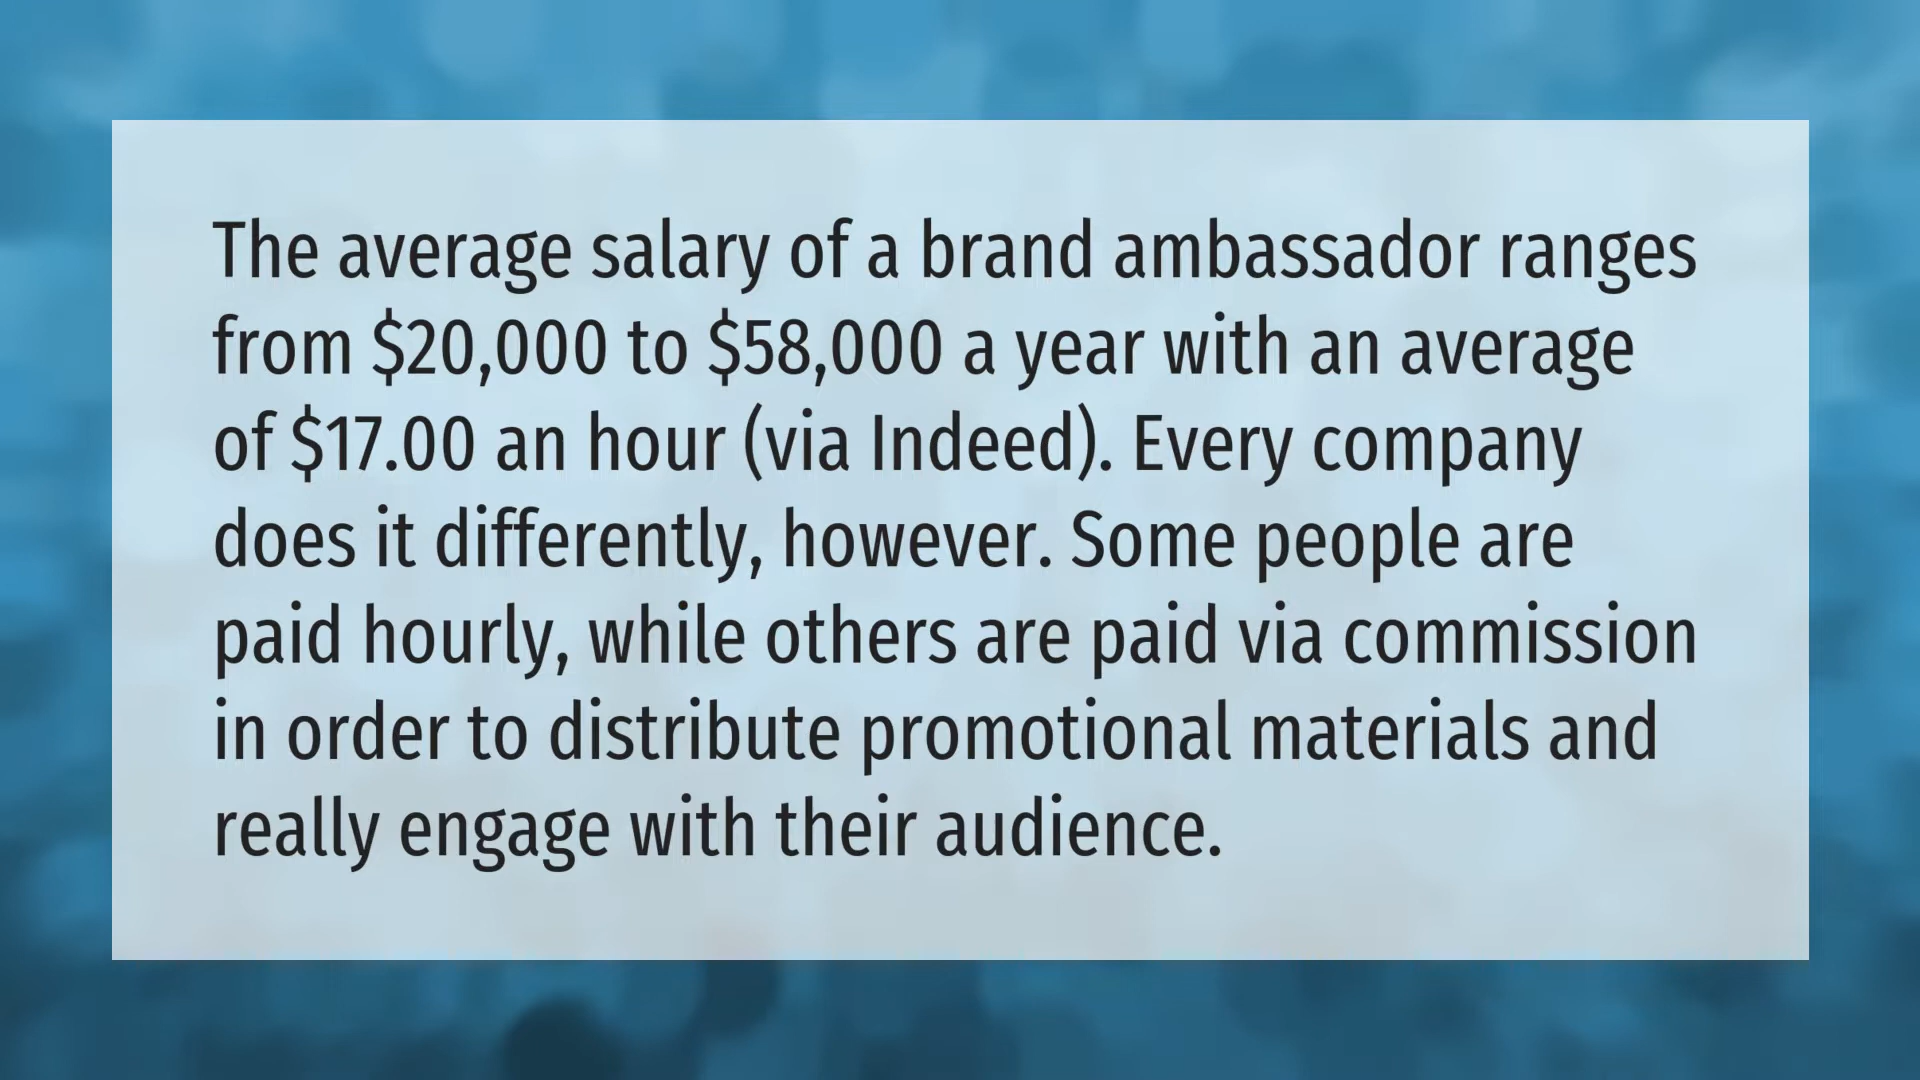 The average salary of a brand ambassador ranges
from $20,000 to $58,000 a year with an average
of $17.00 an hour (via Indeed). Every company
does it differently, however. Some people are
paid hourly, while others are paid via commission
in order to distribute promotional materials and
really engage with their audience.